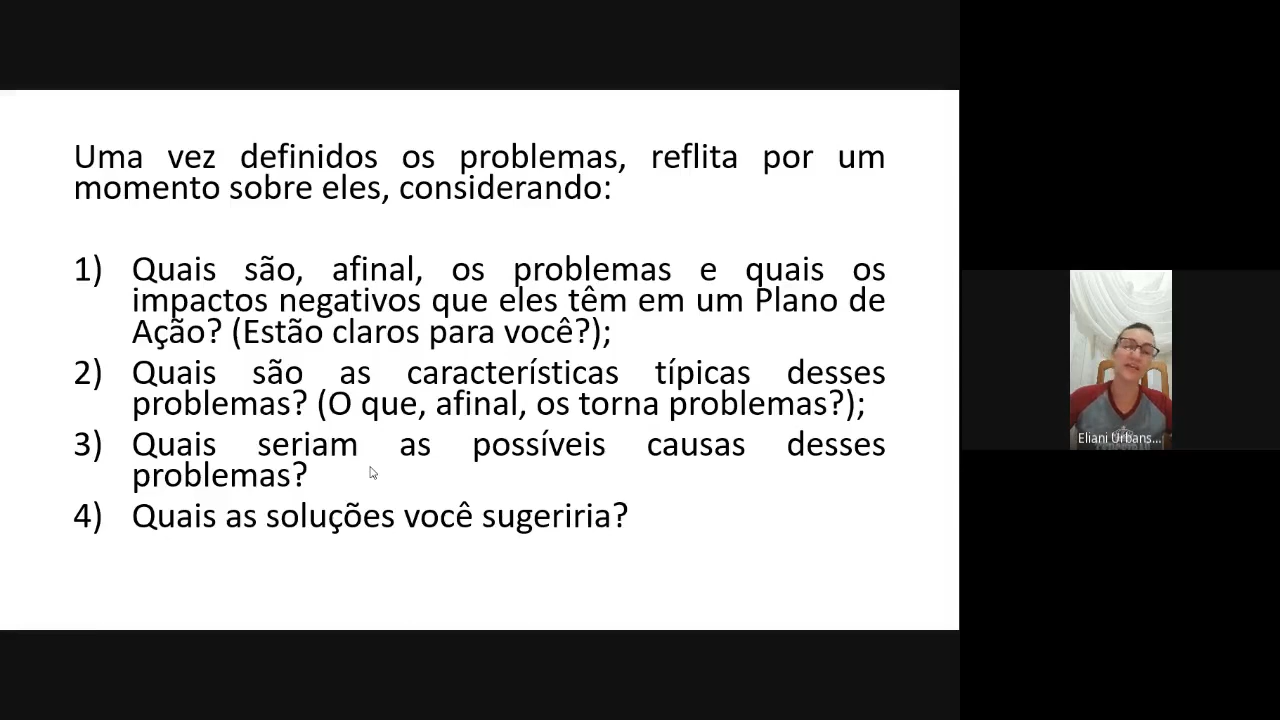 Uma vez definidos os problemas, reflita por um
momento sobre eles, considerando:
1) Quais são, afinal, os problemas e quais os
impactos negativos que eles têm em um Plano de
Ação? (Estão claros para você?);
2) Quais são as características típicas desses
problemas? (O que, afinal, os torna problemas?);
3) Quais seriam as possíveis causas desses
problemas?
4) Quais as soluções você sugeriria?
Eliani Urbans...